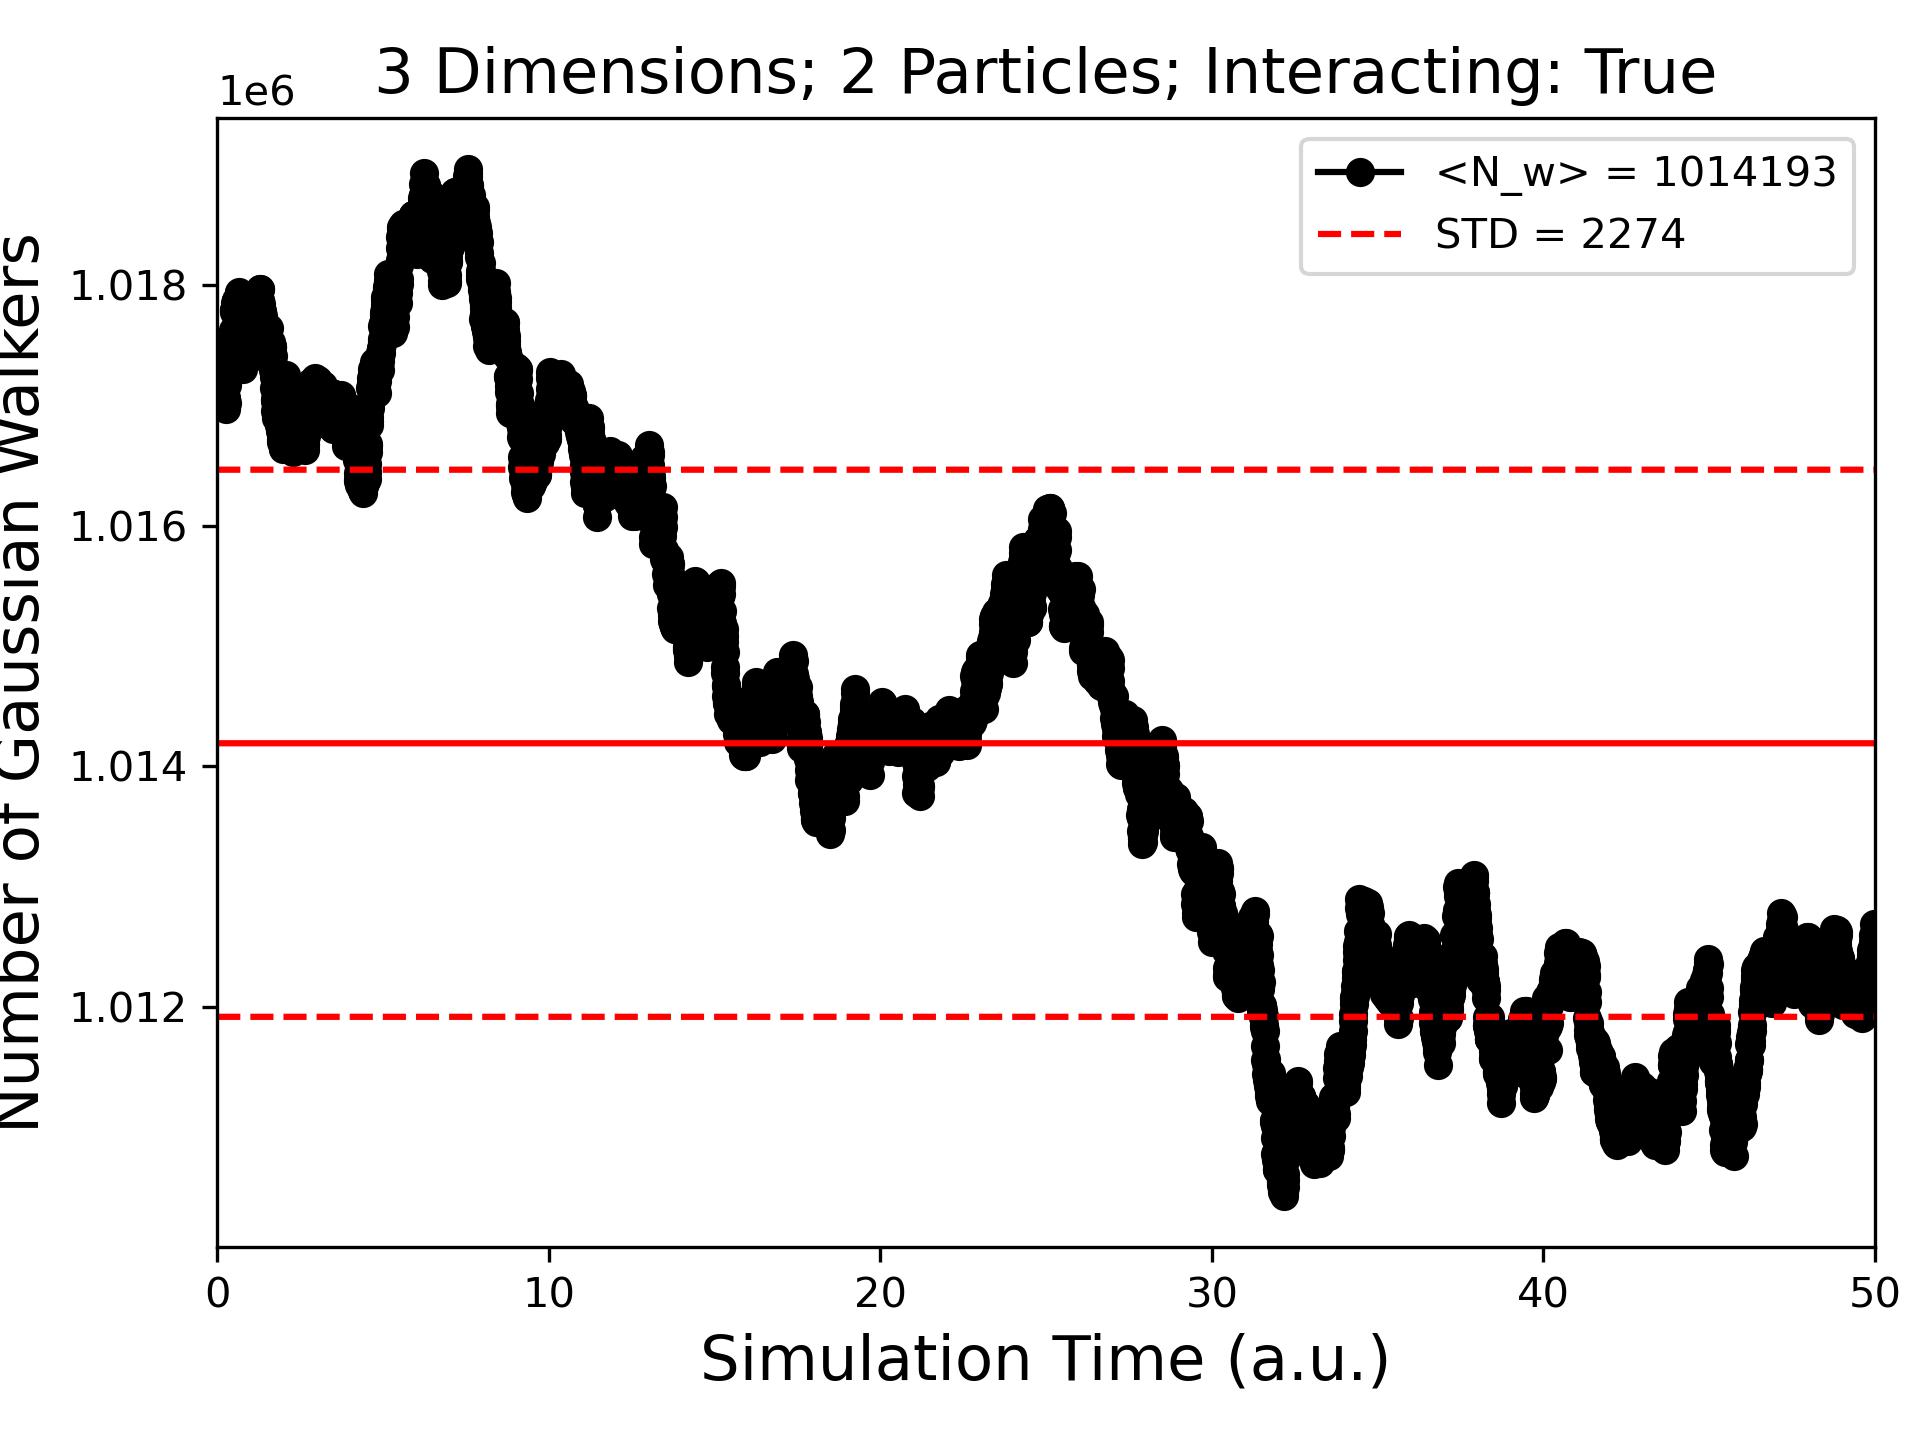 3 Dimensions; 2 Particles; Interacting: True
1e6
<N_w> = 1014193
STD = 2274
Number of Gaussian Walkers
1.018
1.016
1.014
1.012
0 10 20 30 40 50
Simulation Time (a.u.)